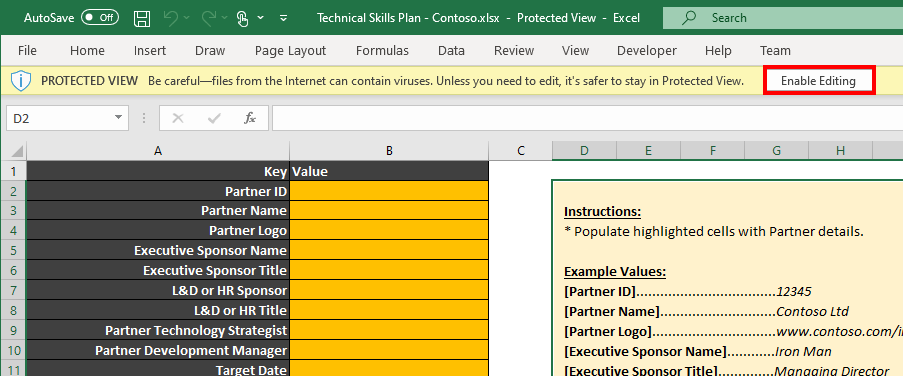 AutoSave Off Technical Skills Plan - Contoso.xlsx - Protected View - Excel Search
File Home Insert Draw Page Layout Formulas Data Review View Developer Help Team
PROTECTED VIEW Be careful—files from the Internet can contain viruses. Unless you need to edit, it's safer to stay in Protected View. Enable Editing
D2 fx
A B C D E F G H
1 Key Value
2 Partner ID
3 Partner Name Instructions:
4 Partner Logo * Populate highlighted cells with Partner details.
5 Executive Sponsor Name
6 Executive Sponsor Title Example Values:
7 L&D or HR Sponsor [Partner ID]...................................12345
8 L&D or HR Title [Partner Name].............................Contoso Ltd
9 Partner Technology Strategist [Partner Logo]...............................www.contoso.com/i
10 Partner Development Manager [Executive Sponsor Name]............Iron Man
11 Target Date [Executive Sponsor Title]..............Managing Director